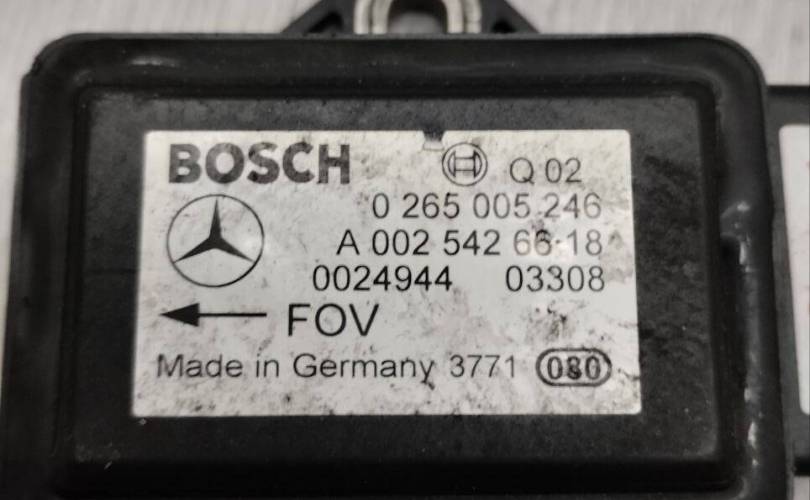 BOSCH Q 02
0 265 005 246
A 002 542 66 18
0024944 03308
FOV
Made in Germany 3771 080